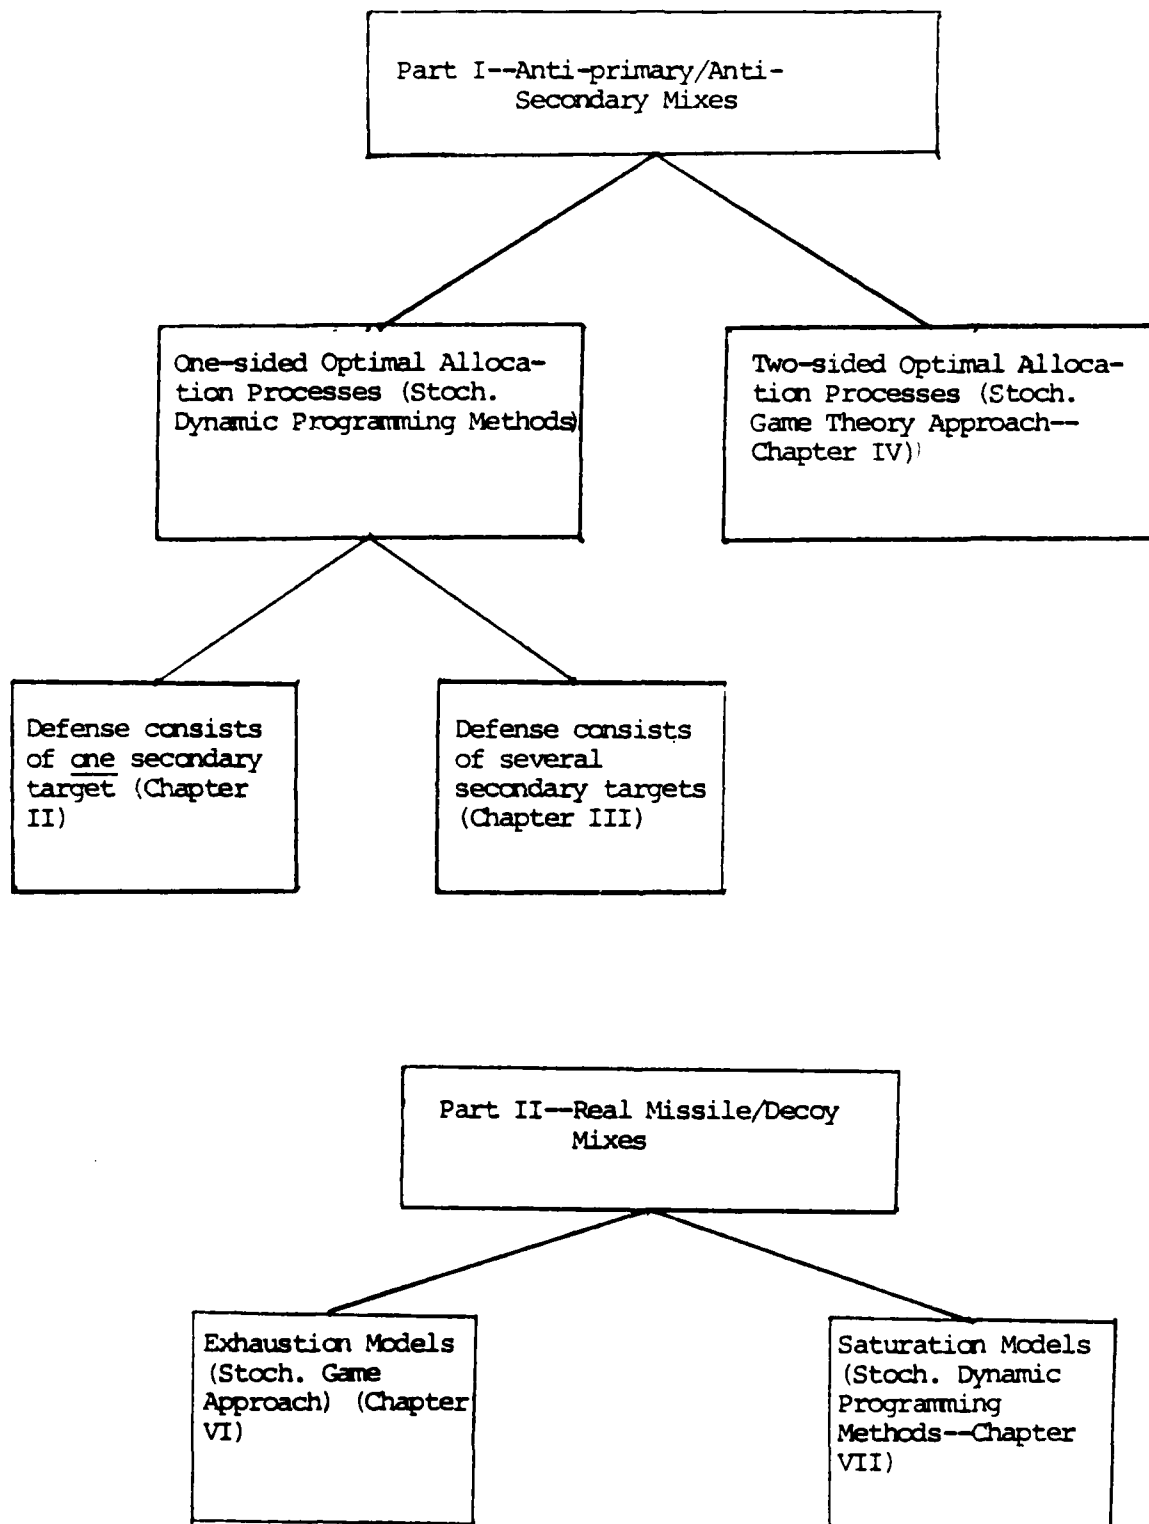 Part I--Anti-primary/Anti-
Secondary Mixes
One-sided Optimal Alloca-
tion Processes (Stoch.
Dynamic Programming Methods)
Two-sided Optimal Alloca-
tion Processes (Stoch.
Game Theory Approach--
Chapter IV)
Defense consists
of one secondary
target (Chapter
II)
Defense consists
of several
secondary targets
(Chapter III)
Part II--Real Missile/Decoy
Mixes
Exhaustion Models
(Stoch. Game
Approach) (Chapter
VI)
Saturation Models
(Stoch. Dynamic
Programming
Methods--Chapter
VII)